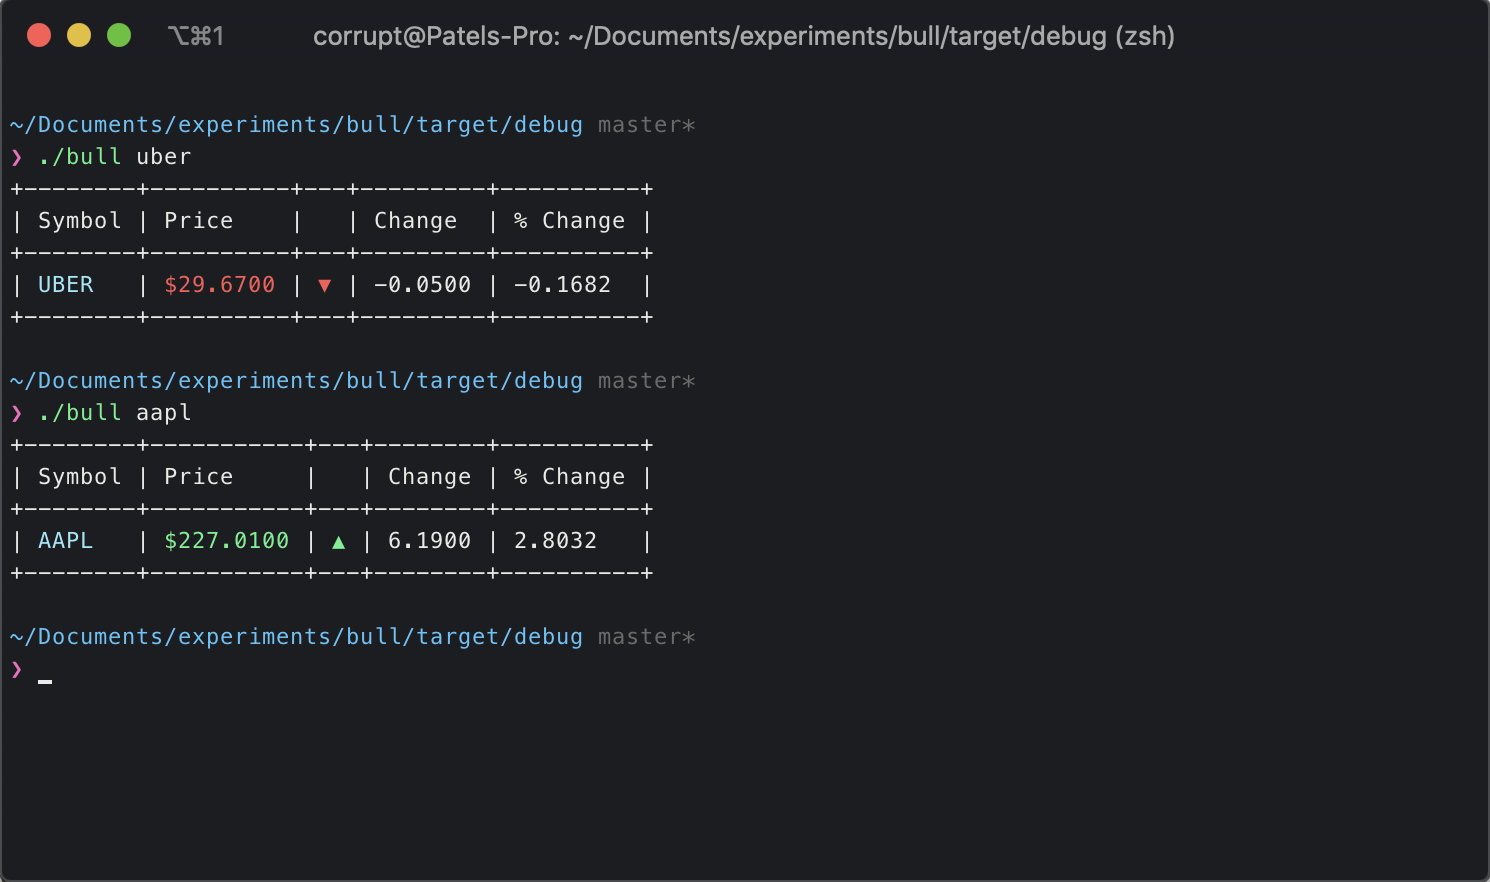 ⌥⌘1 corrupt@Patels-Pro: ~/Documents/experiments/bull/target/debug (zsh)
~/Documents/experiments/bull/target/debug master*
❯ ./bull uber
+--------+----------+---+---------+----------+
| Symbol | Price    |   | Change  | % Change |
+--------+----------+---+---------+----------+
| UBER   | $29.6700 | ▼ | -0.0500 | -0.1682  |
+--------+----------+---+---------+----------+
~/Documents/experiments/bull/target/debug master*
❯ ./bull aapl
+--------+-----------+---+--------+----------+
| Symbol | Price     |   | Change | % Change |
+--------+-----------+---+--------+----------+
| AAPL   | $227.0100 | ▲ | 6.1900 | 2.8032   |
+--------+-----------+---+--------+----------+
~/Documents/experiments/bull/target/debug master*
❯ _